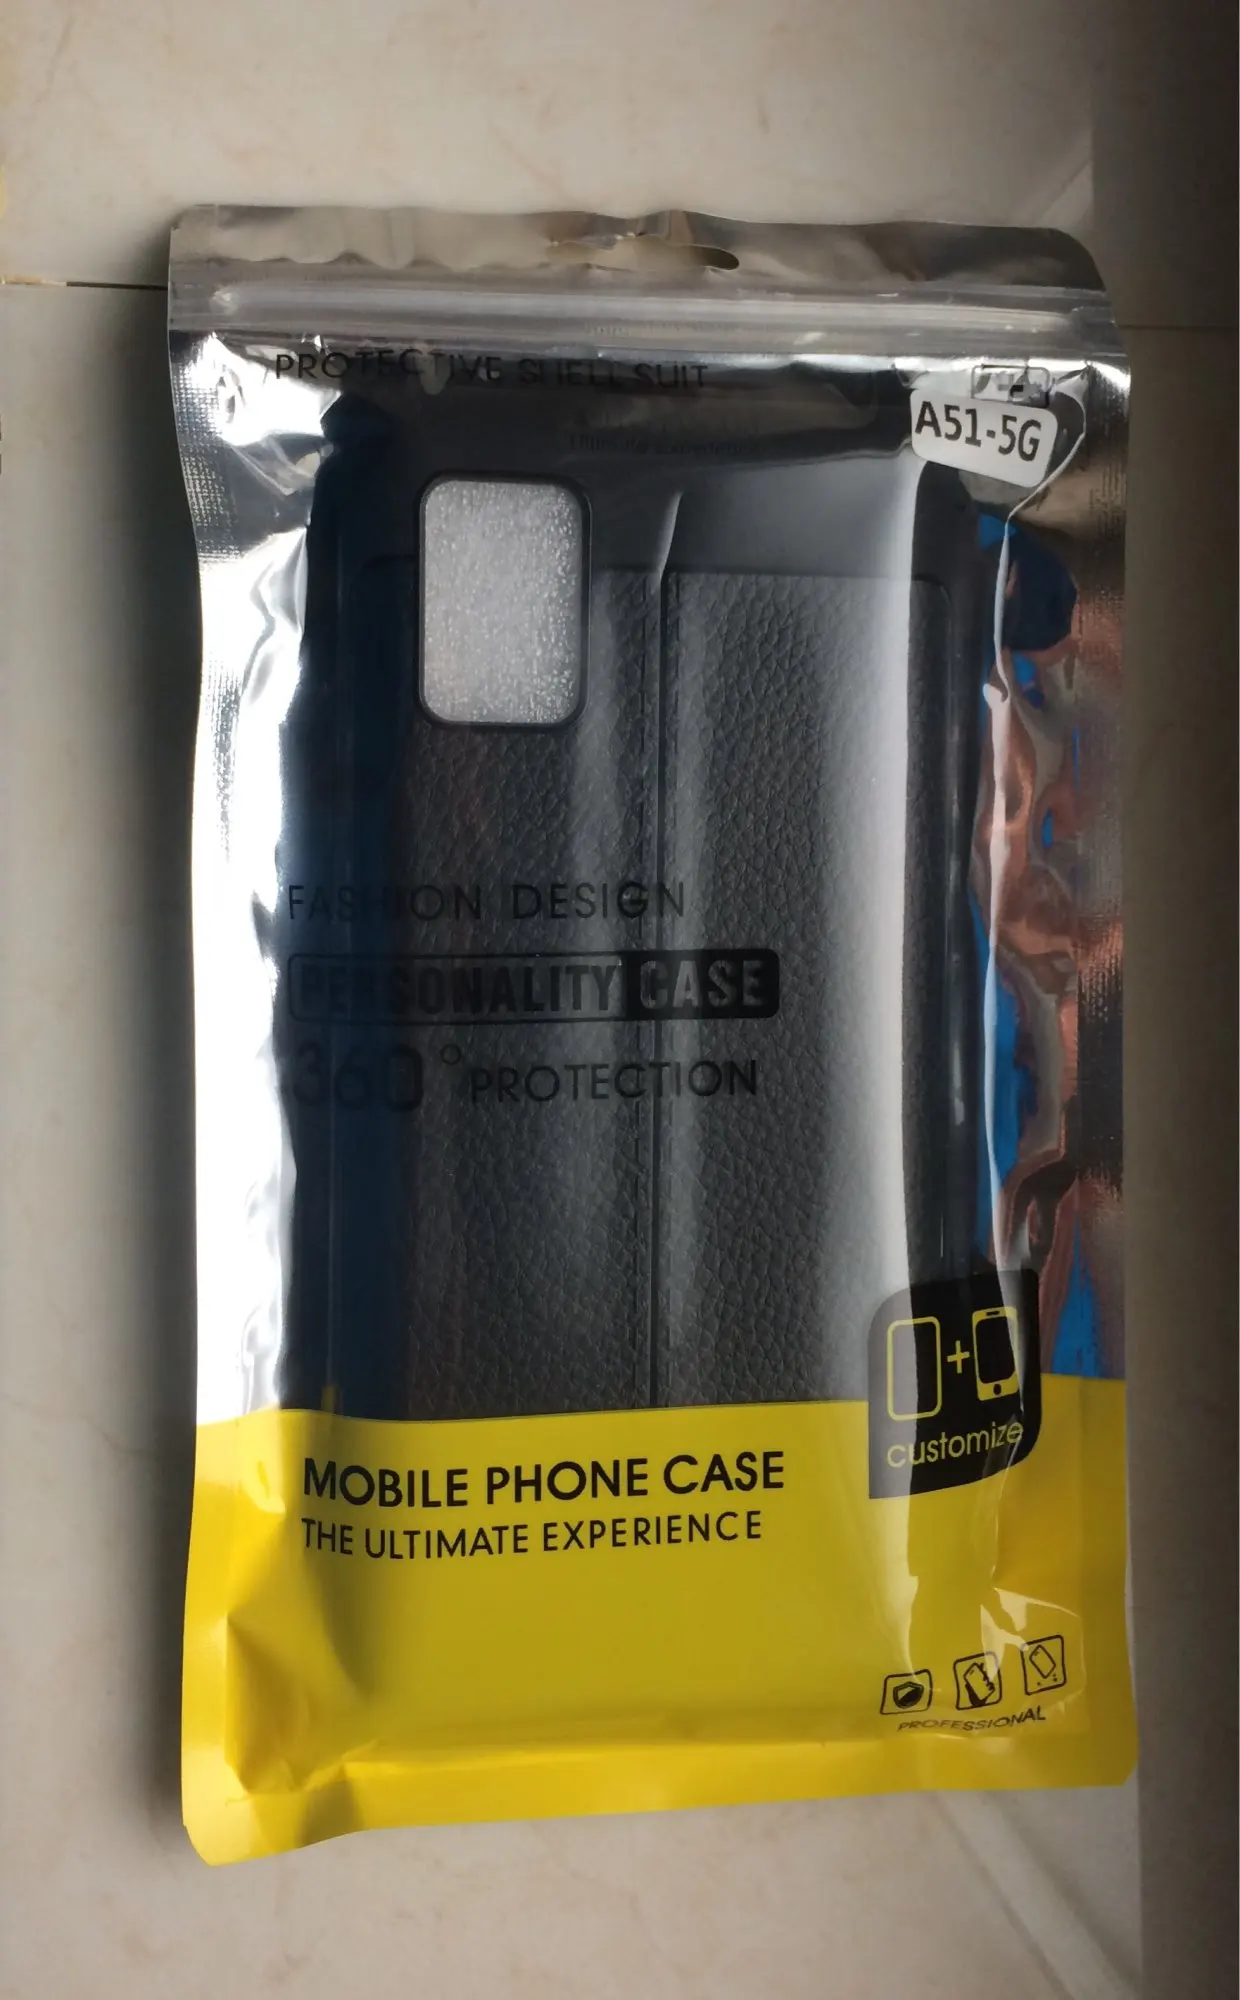 PROTECTIVE SHELL SUIT
A51-5G
FASHION DESIGN
PERSONALITY CASE
360° PROTECTION
+
customize
MOBILE PHONE CASE
THE ULTIMATE EXPERIENCE
PROFESSIONAL